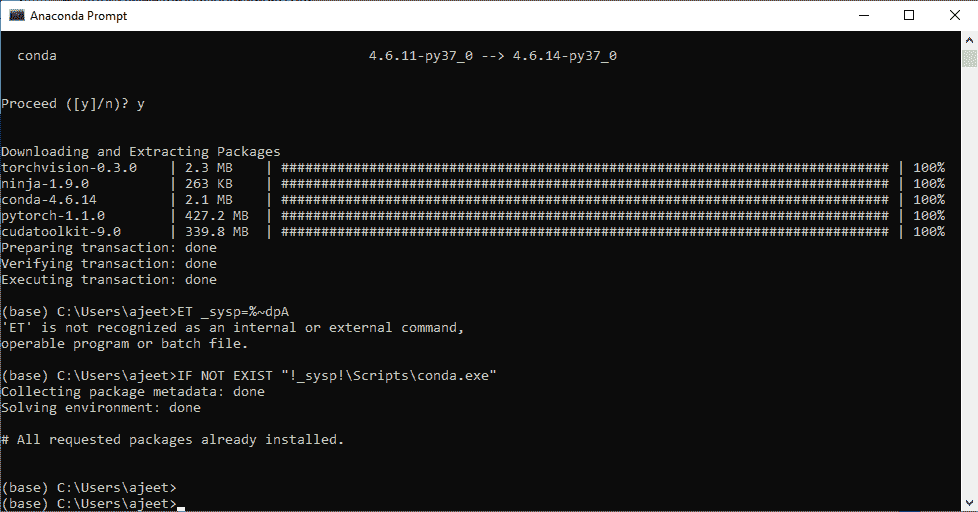 Anaconda Prompt
conda 4.6.11-py37_0 --> 4.6.14-py37_0
Proceed ([y]/n)? y
Downloading and Extracting Packages
torchvision-0.3.0 | 2.3 MB | ############################################################################ | 100%
ninja-1.9.0 | 263 KB | ############################################################################ | 100%
conda-4.6.14 | 2.1 MB | ############################################################################ | 100%
pytorch-1.1.0 | 427.2 MB | ############################################################################ | 100%
cudatoolkit-9.0 | 339.8 MB | ############################################################################ | 100%
Preparing transaction: done
Verifying transaction: done
Executing transaction: done
(base) C:\Users\ajeet>ET _sysp=%~dpA
'ET' is not recognized as an internal or external command,
operable program or batch file.
(base) C:\Users\ajeet>IF NOT EXIST "!_sysp!\Scripts\conda.exe"
Collecting package metadata: done
Solving environment: done
# All requested packages already installed.
(base) C:\Users\ajeet>
(base) C:\Users\ajeet>